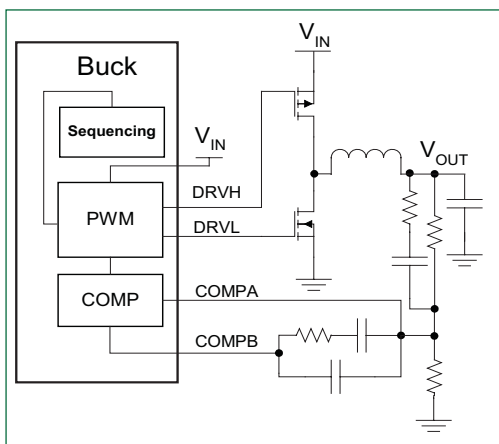 V_IN
Buck
Sequencing
V_IN
V_OUT
DRVH
PWM
DRVL
COMP
COMPA
COMPB